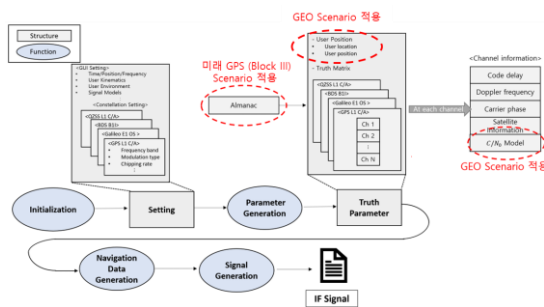 Structure
Function
<GUI Setting>
• Time/Position/Frequency
• User Kinematics
• User Environment
• Signal Models
<Constellation Setting>
<QZSS L1 C/A>
<BDS B1I>
<Galileo E1 OS>
<GPS L1 C/A>
• Frequency band
• Modulation type
• Chipping rate
⋮
미래 GPS (Block III)
Scenario 적용
Almanac
GEO Scenario 적용
- User Position
• User location
• User position
- Truth Matrix
<QZSS L1 C/A>
<BDS B1I>
<Galileo E1 OS>
<GPS L1 C/A>
Ch 1
Ch 2
⋮
Ch N
At each channel
<Channel information>
Code delay
Doppler frequency
Carrier phase
Satellite
information
C/N₀ Model
GEO Scenario 적용
Initialization
Setting
Parameter
Generation
Truth
Parameter
Navigation
Data
Generation
Signal
Generation
IF Signal